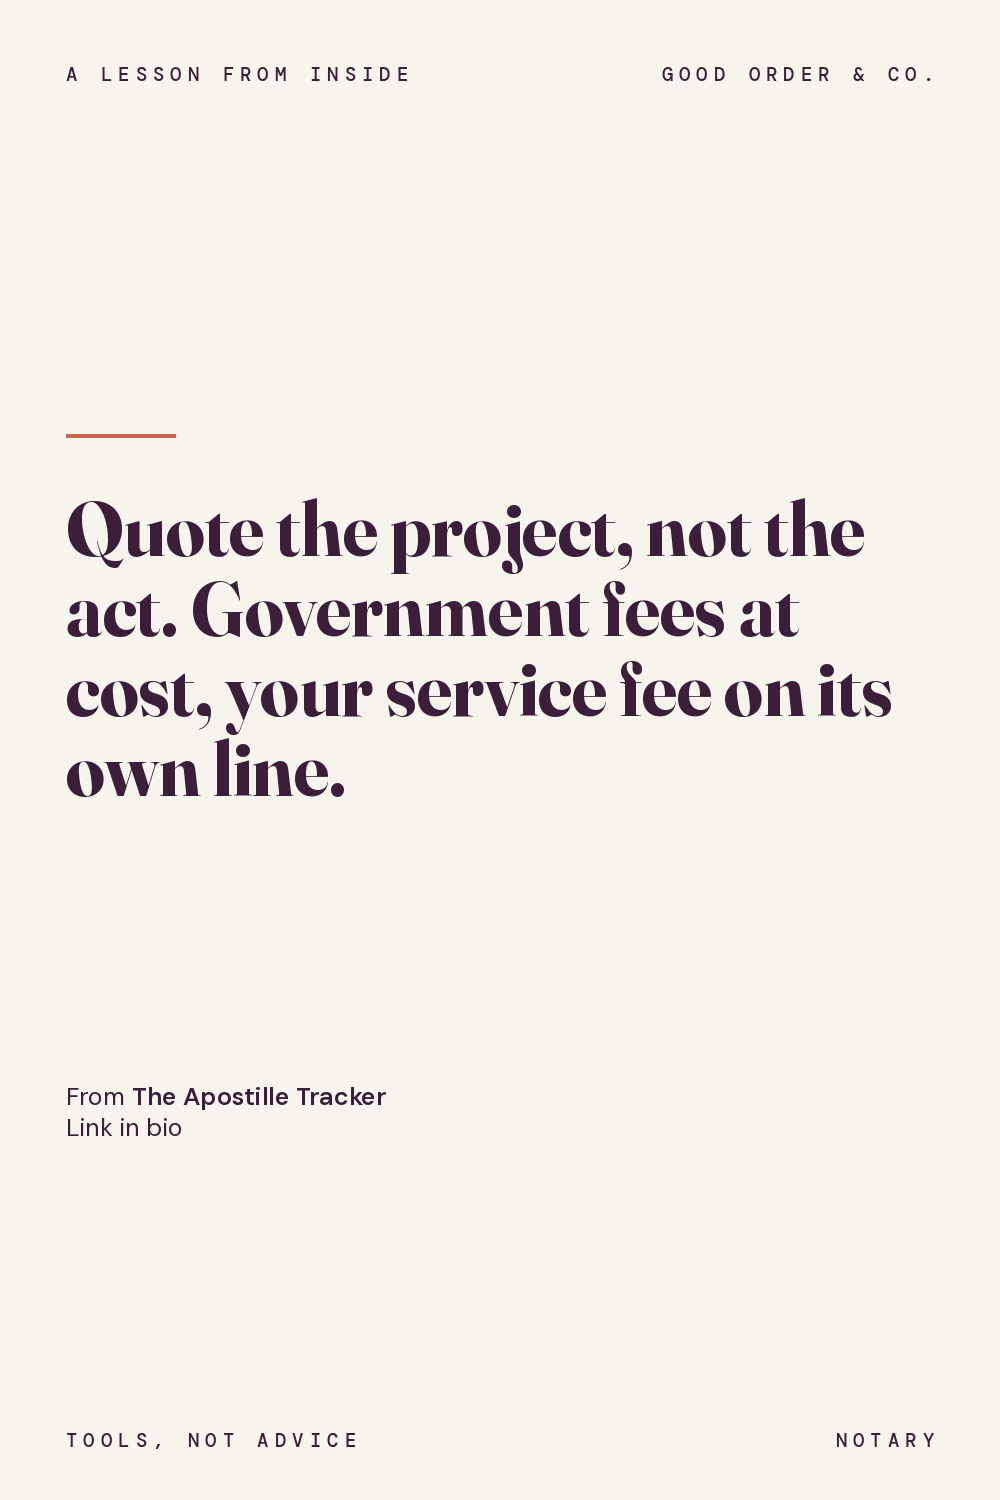 A LESSON FROM INSIDE
GOOD ORDER & CO.
Quote the project, not the
act. Government fees at
cost, your service fee on its
own line.
From The Apostille Tracker
Link in bio
TOOLS, NOT ADVICE
NOTARY